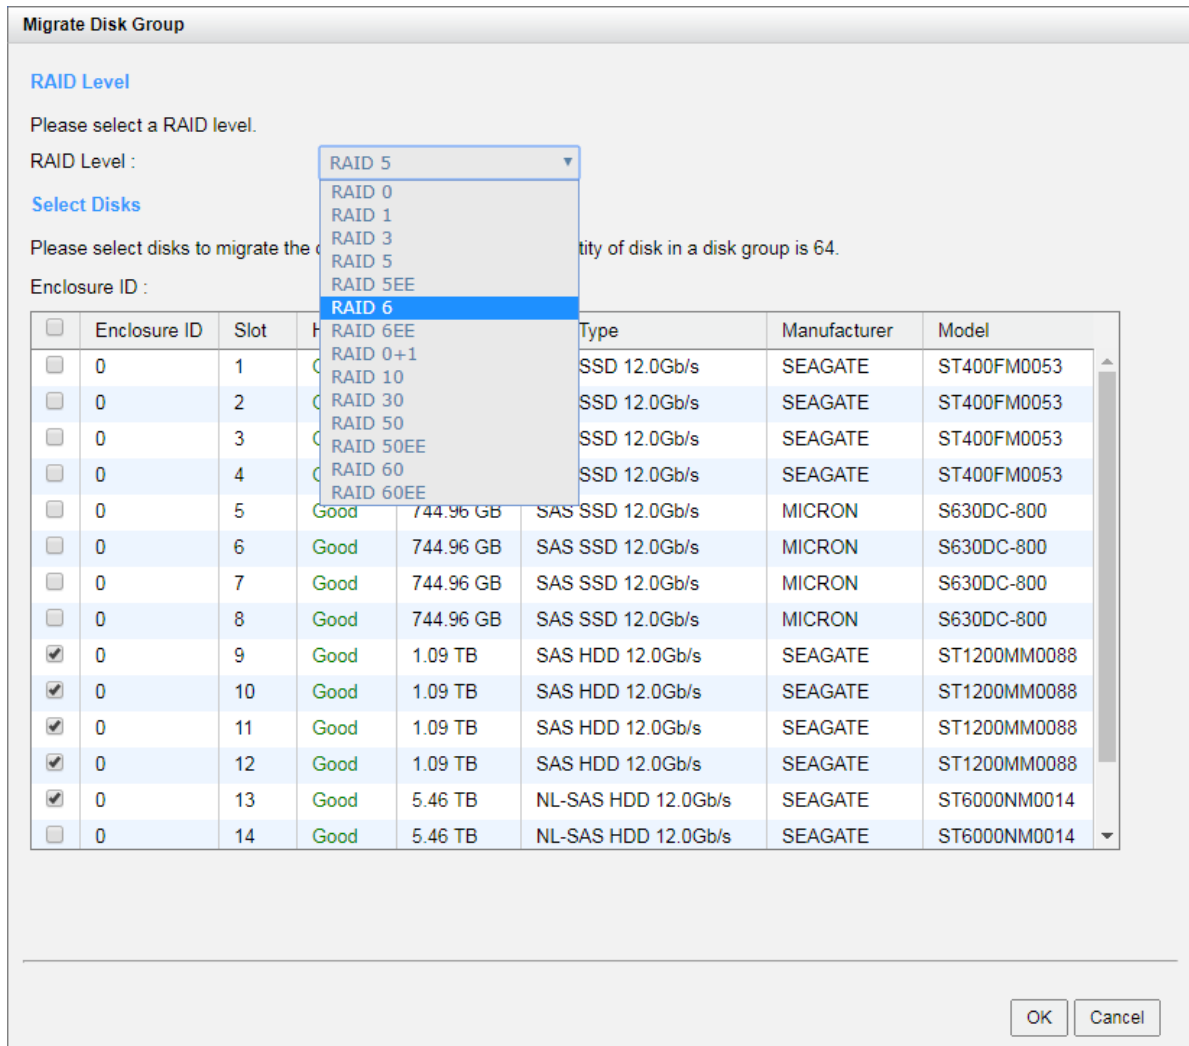 Migrate Disk Group
RAID Level
Please select a RAID level.
RAID Level :
RAID 5
RAID 0
RAID 1
RAID 3
RAID 5
RAID 5EE
RAID 6
RAID 6EE
RAID 0+1
RAID 10
RAID 30
RAID 50
RAID 50EE
RAID 60
RAID 60EE
Select Disks
Please select disks to migrate the tity of disk in a disk group is 64.
Enclosure ID :
Enclosure ID Slot Type Manufacturer Model
0 1 SSD 12.0Gb/s SEAGATE ST400FM0053
0 2 SSD 12.0Gb/s SEAGATE ST400FM0053
0 3 SSD 12.0Gb/s SEAGATE ST400FM0053
0 4 SSD 12.0Gb/s SEAGATE ST400FM0053
0 5 Good 744.96 GB SAS SSD 12.0Gb/s MICRON S630DC-800
0 6 Good 744.96 GB SAS SSD 12.0Gb/s MICRON S630DC-800
0 7 Good 744.96 GB SAS SSD 12.0Gb/s MICRON S630DC-800
0 8 Good 744.96 GB SAS SSD 12.0Gb/s MICRON S630DC-800
0 9 Good 1.09 TB SAS HDD 12.0Gb/s SEAGATE ST1200MM0088
0 10 Good 1.09 TB SAS HDD 12.0Gb/s SEAGATE ST1200MM0088
0 11 Good 1.09 TB SAS HDD 12.0Gb/s SEAGATE ST1200MM0088
0 12 Good 1.09 TB SAS HDD 12.0Gb/s SEAGATE ST1200MM0088
0 13 Good 5.46 TB NL-SAS HDD 12.0Gb/s SEAGATE ST6000NM0014
0 14 Good 5.46 TB NL-SAS HDD 12.0Gb/s SEAGATE ST6000NM0014
OK Cancel